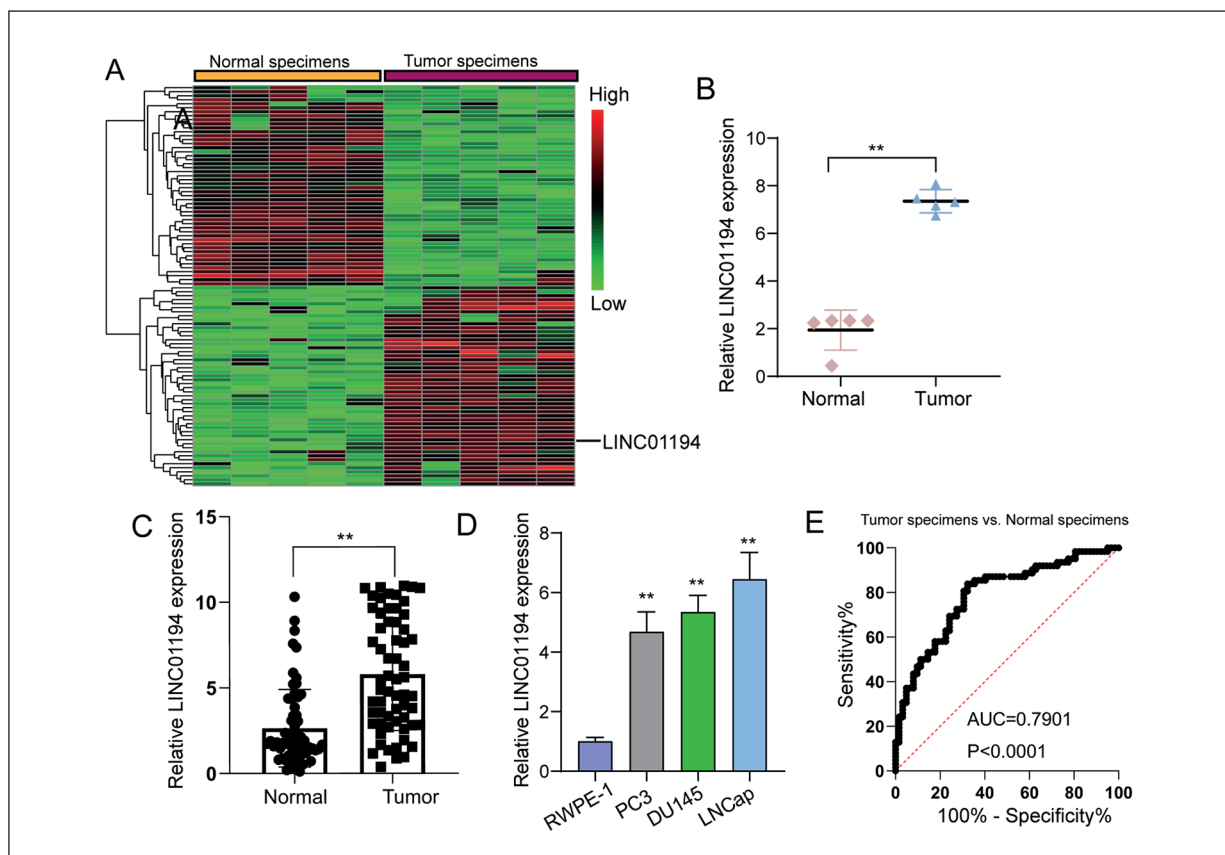 A
Normal specimens
Tumor specimens
A
High
Low
LINC01194
B
Relative LINC01194 expression
10
8
6
4
2
0
**
Normal
Tumor
C
Relative LINC01194 expression
15
10
5
0
**
Normal
Tumor
D
Relative LINC01194 expression
8
6
4
2
0
**
**
**
RWPE-1
PC3
DU145
LNCap
E
Tumor specimens vs. Normal specimens
Sensitivity%
100
80
60
40
20
0
AUC=0.7901
P<0.0001
0 20 40 60 80 100
100% - Specificity%